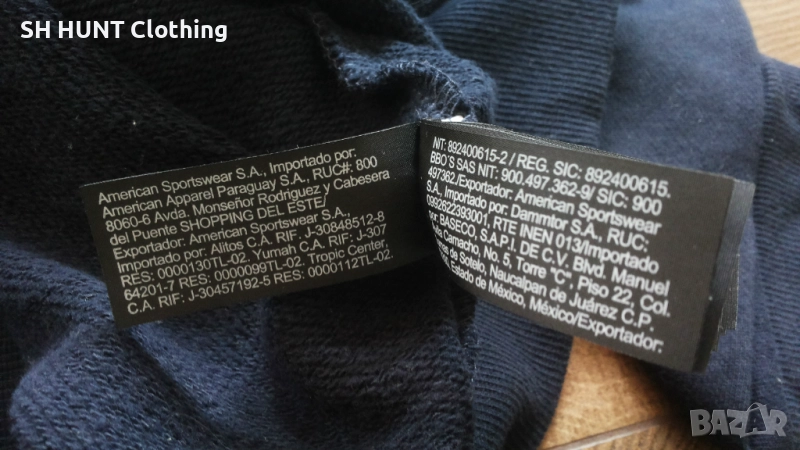 SH HUNT Clothing
American Sportswear S.A., Importado por:
American Apparel Paraguay S.A., RUC#: 800
8060-6 Avda. Monseñor Rodriguez y Cabesera
del Puente SHOPPING DEL ESTE/
Exportador: American Sportswear S.A.,
Importado por: Alitos C.A. RIF. J-30848512-8
RES: 0000130TL-02. Yumah C.A. RIF: J-307
64201-7 RES: 0000099TL-02. Tropic Center,
C.A. RIF: J-30457192-5 RES: 0000112TL-02.
NIT: 892400615-2 / REG. SIC: 892400615.
BBO'S SAS NIT: 900.497.362-9/ SIC: 900
497362/Exportador: American Sportswear
S.A., Importado por: Dammtor S.A., RUC:
0992622393001, RTE INEN 013/Importado
por: BASECO, S.A.P.I. DE C.V. Blvd. Manuel
Camacho, No. 5, Torre "C", Piso 22, Col.
de Sotelo, Naucalpan de Juárez C.P.
Estado de México, México/Exportador:
BAZAR